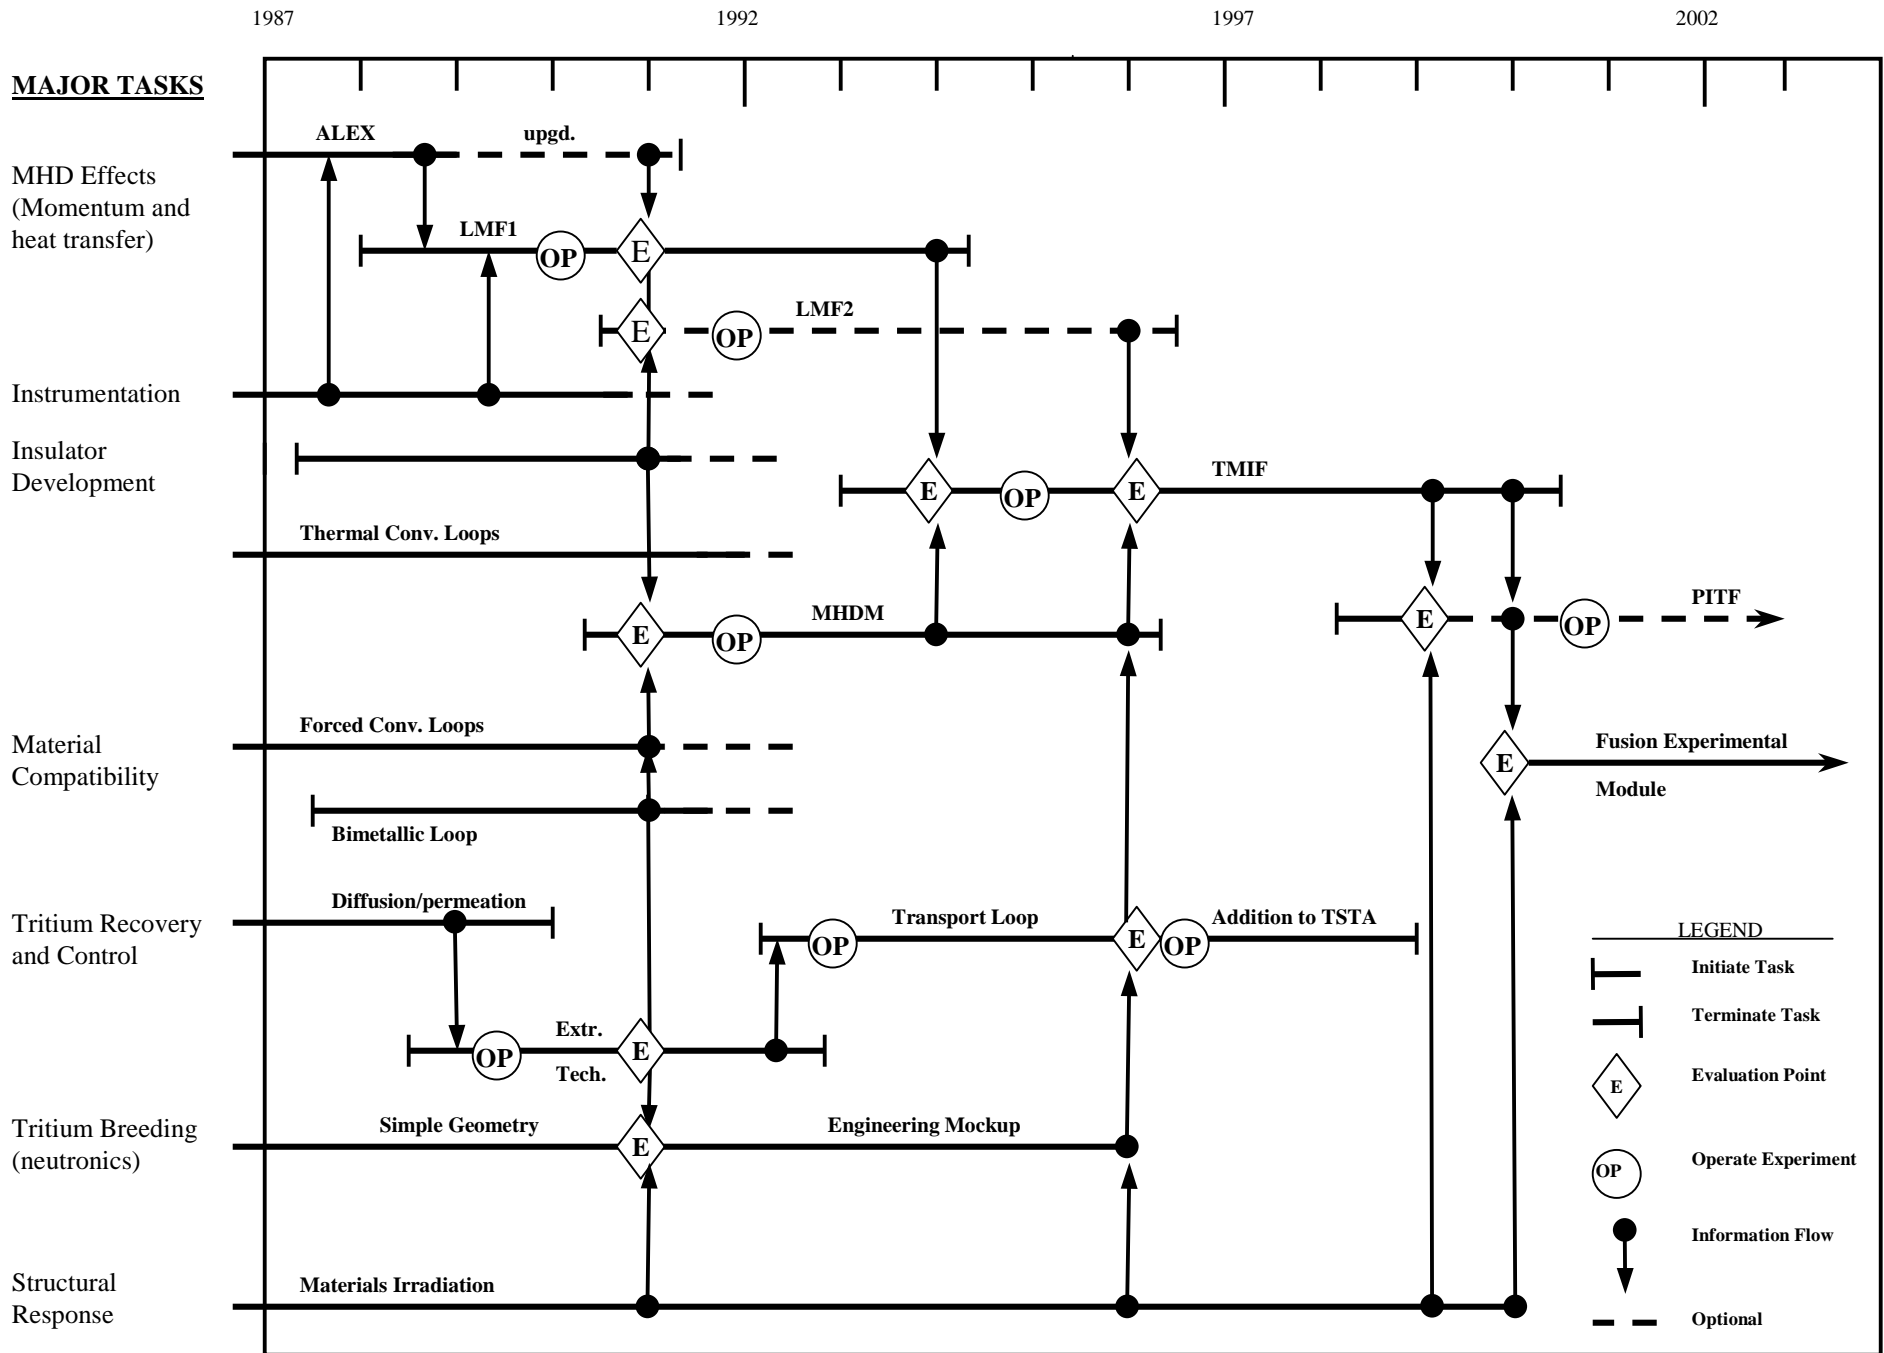 1987 1992 1997 2002
MAJOR TASKS
ALEX upgd.
MHD Effects
(Momentum and
heat transfer)
LMF1
OP
E
LMF2
E
OP
Instrumentation
Insulator
Development
TMIF
E
OP
E
Thermal Conv. Loops
MHDM
E
OP
PITF
E
OP
Forced Conv. Loops
Material
Compatibility
Fusion Experimental
E
Module
Bimetallic Loop
Diffusion/permeation
Tritium Recovery
and Control
Transport Loop
Addition to TSTA
OP
E
OP
Extr.
OP
E
Tech.
Tritium Breeding
(neutronics)
Simple Geometry
E
Engineering Mockup
Structural
Response
Materials Irradiation
LEGEND
Initiate Task
Terminate Task
E
Evaluation Point
OP
Operate Experiment
Information Flow
Optional